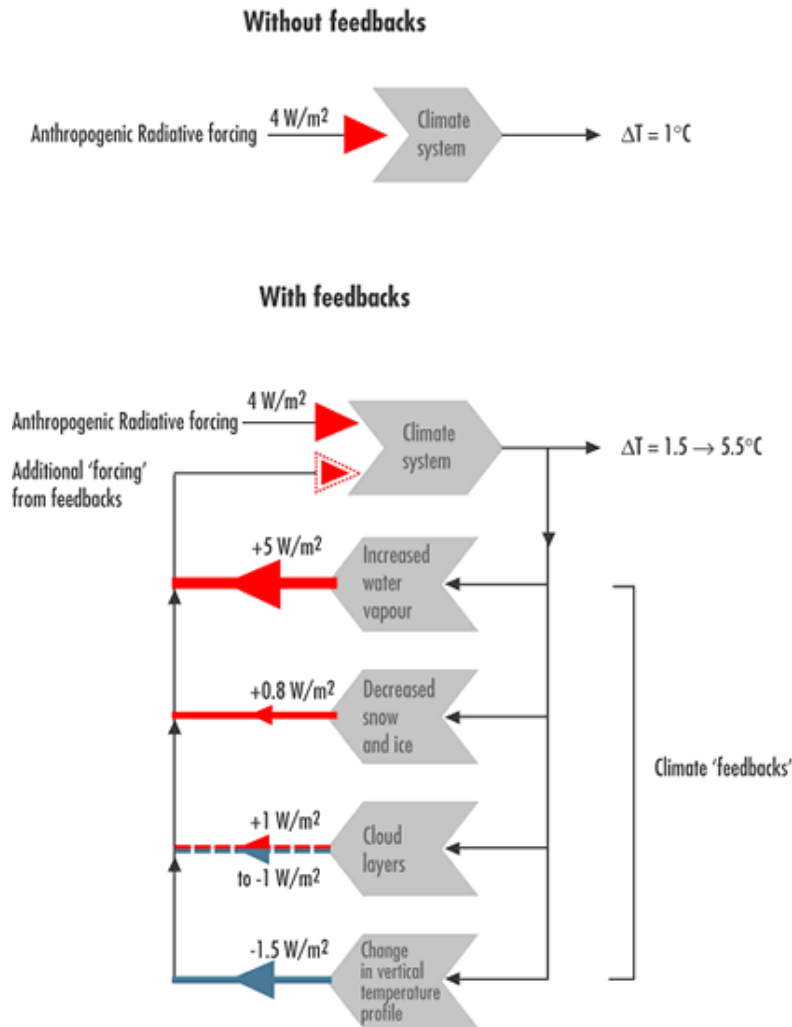 Without feedbacks
4 W/m²
Anthropogenic Radiative forcing
Climate
system
ΔT = 1°C
With feedbacks
4 W/m²
Anthropogenic Radiative forcing
Climate
system
ΔT = 1.5 → 5.5°C
Additional ‘forcing’
from feedbacks
+5 W/m²
Increased
water
vapour
+0.8 W/m²
Decreased
snow
and ice
Climate ‘feedbacks’
+1 W/m²
to -1 W/m²
Cloud
layers
-1.5 W/m²
Change
in vertical
temperature
profile